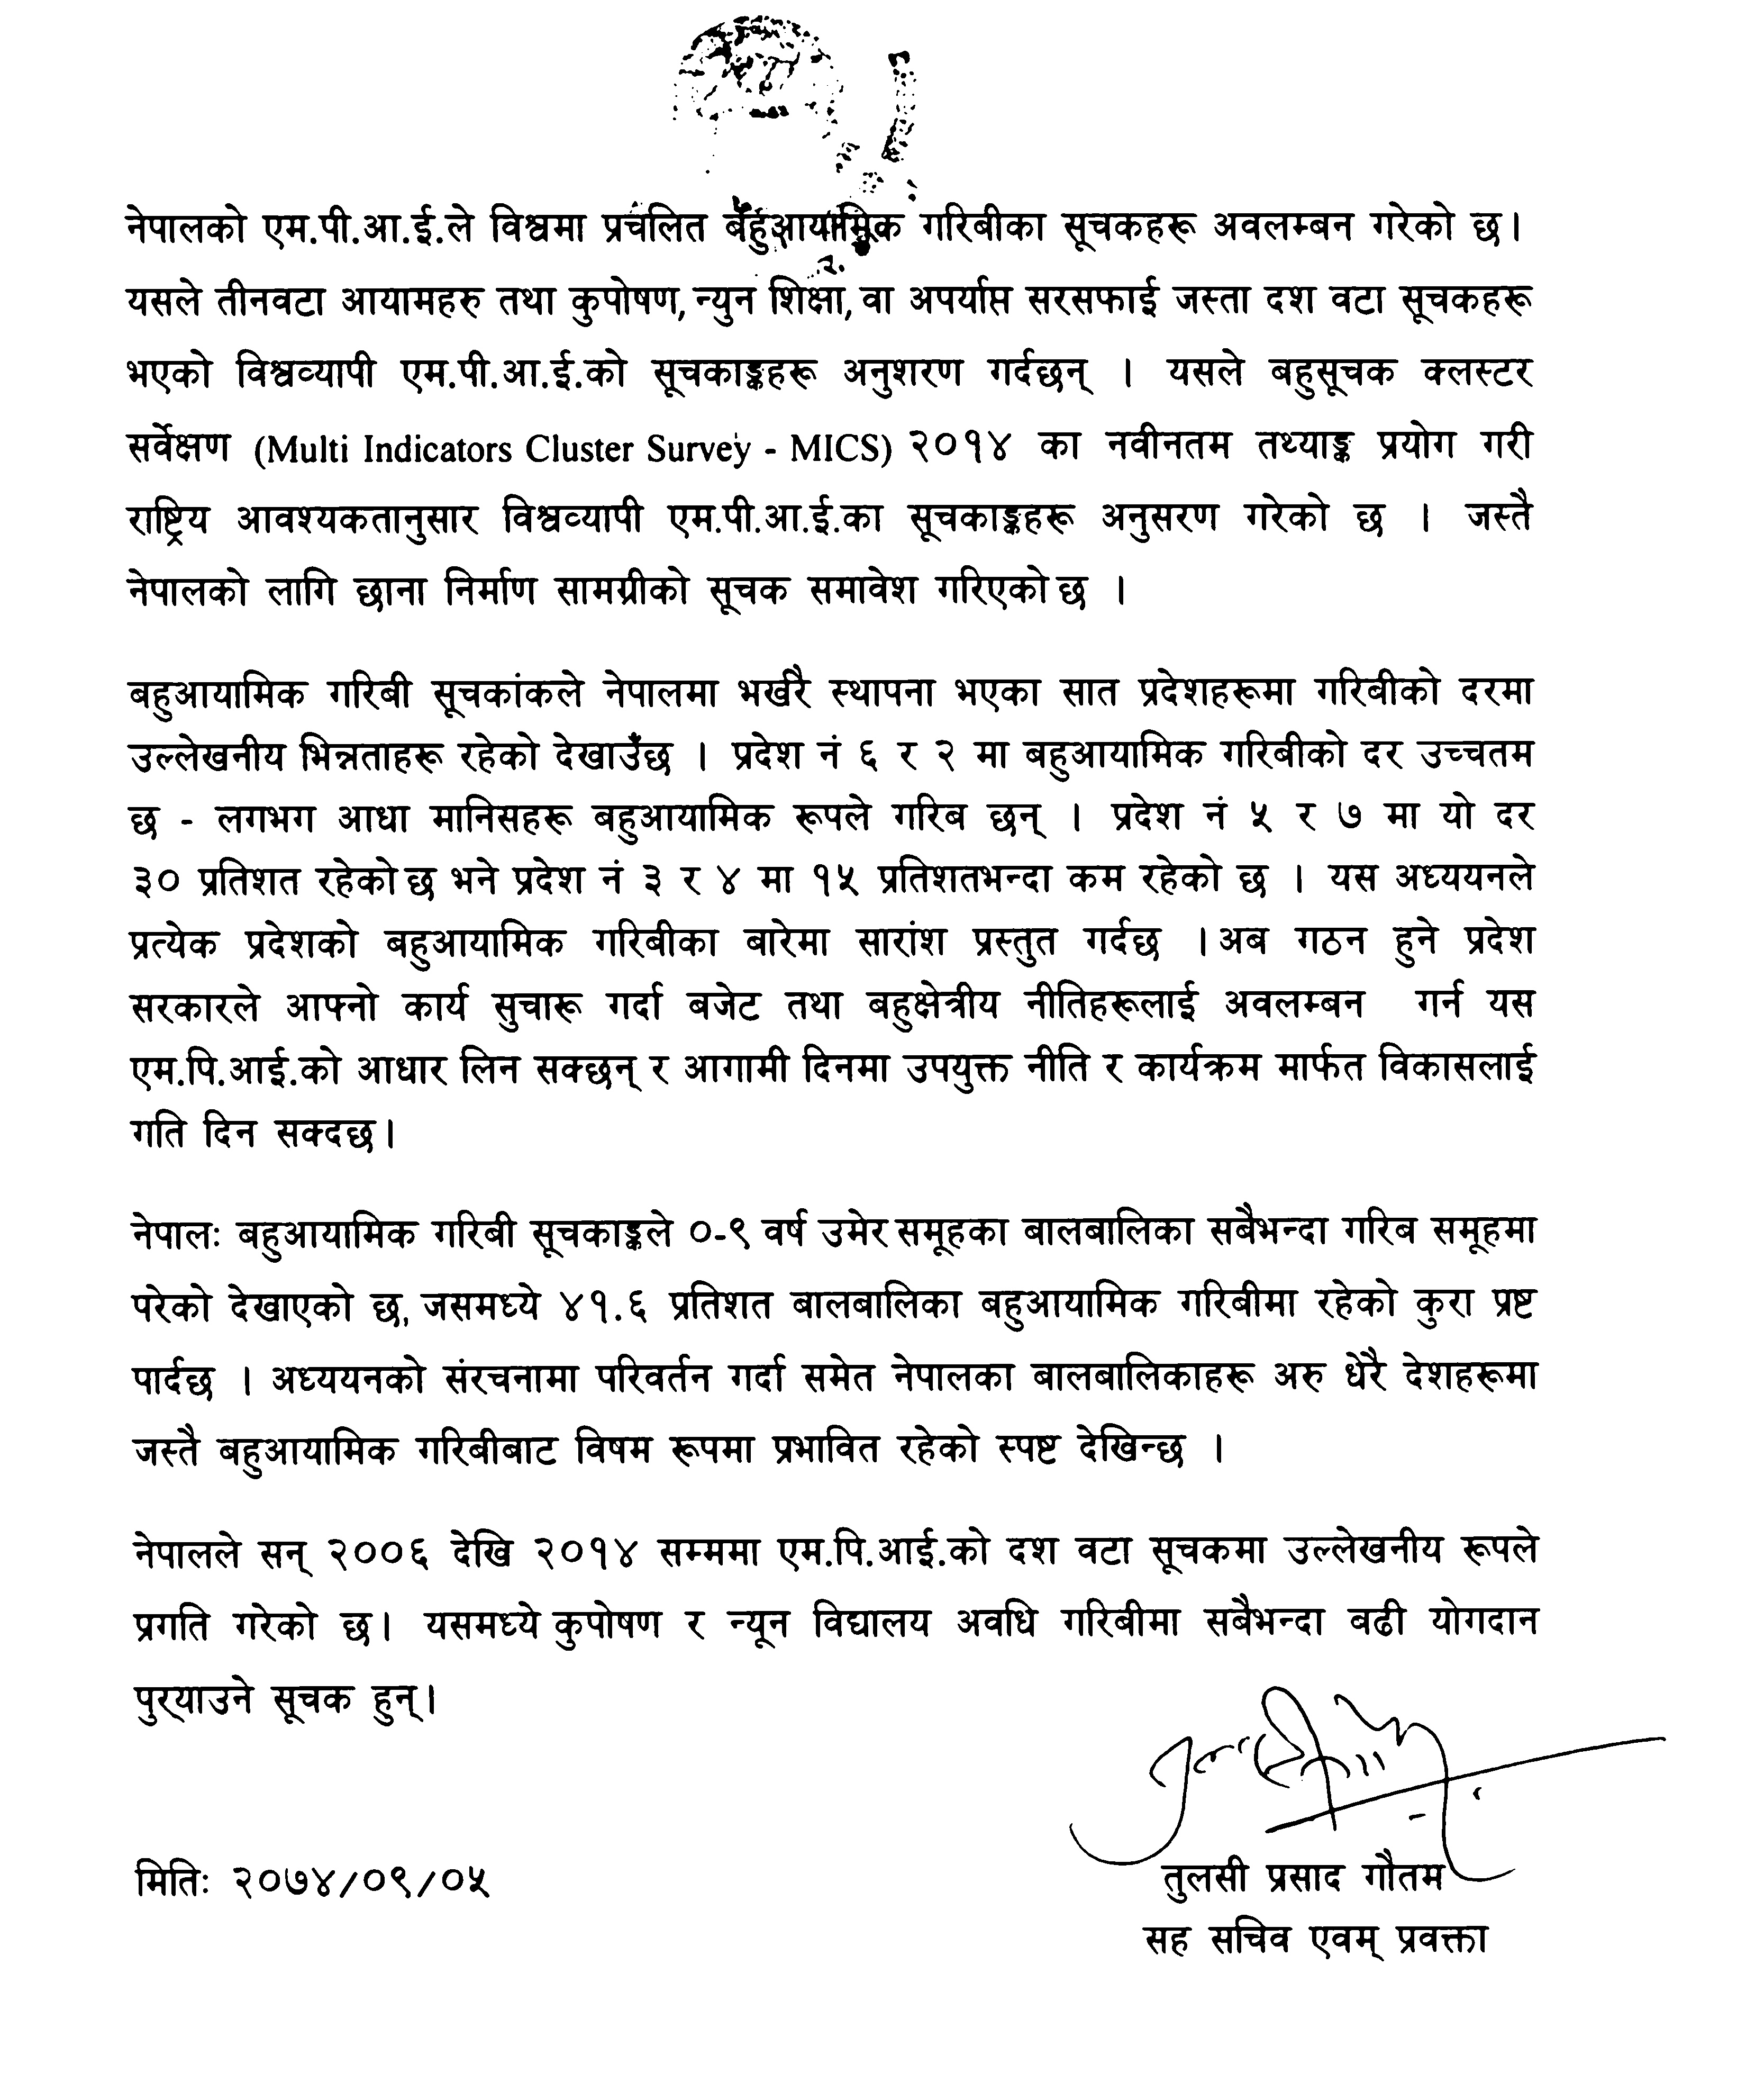 नेपालको एम.पी.आ.ई.ले विश्वमा प्रचलित बहुआयामिक गरिबीका सूचकहरू अवलम्बन गरेको छ।
यसले तीनवटा आयामहरु तथा कुपोषण, न्युन शिक्षा, वा अपर्याप्त सरसफाई जस्ता दश वटा सूचकहरू
भएको विश्वव्यापी एम.पी.आ.ई.को सूचकाङ्कहरू अनुशरण गर्दछन् । यसले बहुसूचक क्लस्टर
सर्वेक्षण (Multi Indicators Cluster Survey - MICS) २०१४ का नवीनतम तथ्याङ्क प्रयोग गरी
राष्ट्रिय आवश्यकतानुसार विश्वव्यापी एम.पी.आ.ई.का सूचकाङ्कहरू अनुसरण गरेको छ । जस्तै
नेपालको लागि छाना निर्माण सामग्रीको सूचक समावेश गरिएको छ ।
बहुआयामिक गरिबी सूचकांकले नेपालमा भर्खरै स्थापना भएका सात प्रदेशहरूमा गरिबीको दरमा
उल्लेखनीय भिन्नताहरू रहेको देखाउँछ । प्रदेश नं ६ र २ मा बहुआयामिक गरिबीको दर उच्चतम
छ - लगभग आधा मानिसहरू बहुआयामिक रूपले गरिब छन् । प्रदेश नं ५ र ७ मा यो दर
३० प्रतिशत रहेको छ भने प्रदेश नं ३ र ४ मा १५ प्रतिशतभन्दा कम रहेको छ । यस अध्ययनले
प्रत्येक प्रदेशको बहुआयामिक गरिबीका बारेमा सारांश प्रस्तुत गर्दछ । अब गठन हुने प्रदेश
सरकारले आफ्नो कार्य सुचारू गर्दा बजेट तथा बहुक्षेत्रीय नीतिहरूलाई अवलम्बन गर्न यस
एम.पि.आई.को आधार लिन सक्छन् र आगामी दिनमा उपयुक्त नीति र कार्यक्रम मार्फत विकासलाई
गति दिन सक्दछ।
नेपालः बहुआयामिक गरिबी सूचकाङ्कले ०-९ वर्ष उमेर समूहका बालबालिका सबैभन्दा गरिब समूहमा
परेको देखाएको छ, जसमध्ये ४१.६ प्रतिशत बालबालिका बहुआयामिक गरिबीमा रहेको कुरा प्रष्ट
पार्दछ । अध्ययनको संरचनामा परिवर्तन गर्दा समेत नेपालका बालबालिकाहरू अरु धेरै देशहरूमा
जस्तै बहुआयामिक गरिबीबाट विषम रूपमा प्रभावित रहेको स्पष्ट देखिन्छ ।
नेपालले सन् २००६ देखि २०१४ सम्ममा एम.पि.आई.को दश वटा सूचकमा उल्लेखनीय रूपले
प्रगति गरेको छ। यसमध्ये कुपोषण र न्यून विद्यालय अवधि गरिबीमा सबैभन्दा बढी योगदान
पुर्‍याउने सूचक हुन्।
मितिः २०७४/०९/०५
तुलसी प्रसाद गौतम
सह सचिव एवम् प्रवक्ता